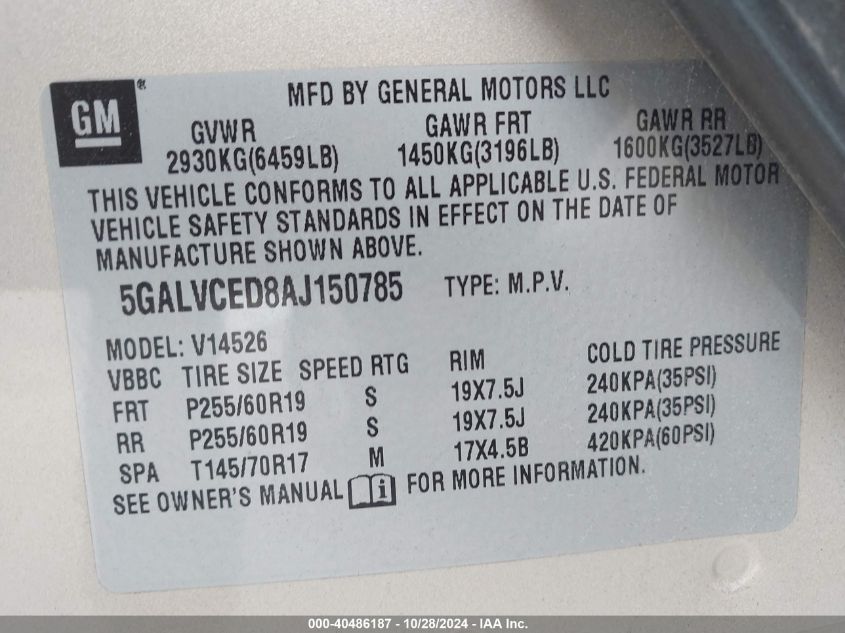 GM ®
MFD BY GENERAL MOTORS LLC
GVWR GAWR FRT GAWR RR
2930KG(6459LB) 1450KG(3196LB) 1600KG(3527LB)
THIS VEHICLE CONFORMS TO ALL APPLICABLE U.S. FEDERAL MOTOR
VEHICLE SAFETY STANDARDS IN EFFECT ON THE DATE OF
MANUFACTURE SHOWN ABOVE.
5GALVCED8AJ150785 TYPE: M.P.V.
MODEL: V14526
VBBC TIRE SIZE SPEED RTG RIM COLD TIRE PRESSURE
FRT P255/60R19 S 19X7.5J 240KPA(35PSI)
RR P255/60R19 S 19X7.5J 240KPA(35PSI)
SPA T145/70R17 M 17X4.5B 420KPA(60PSI)
SEE OWNER'S MANUAL i FOR MORE INFORMATION.
000-40486187 - 10/28/2024 - IAA Inc.